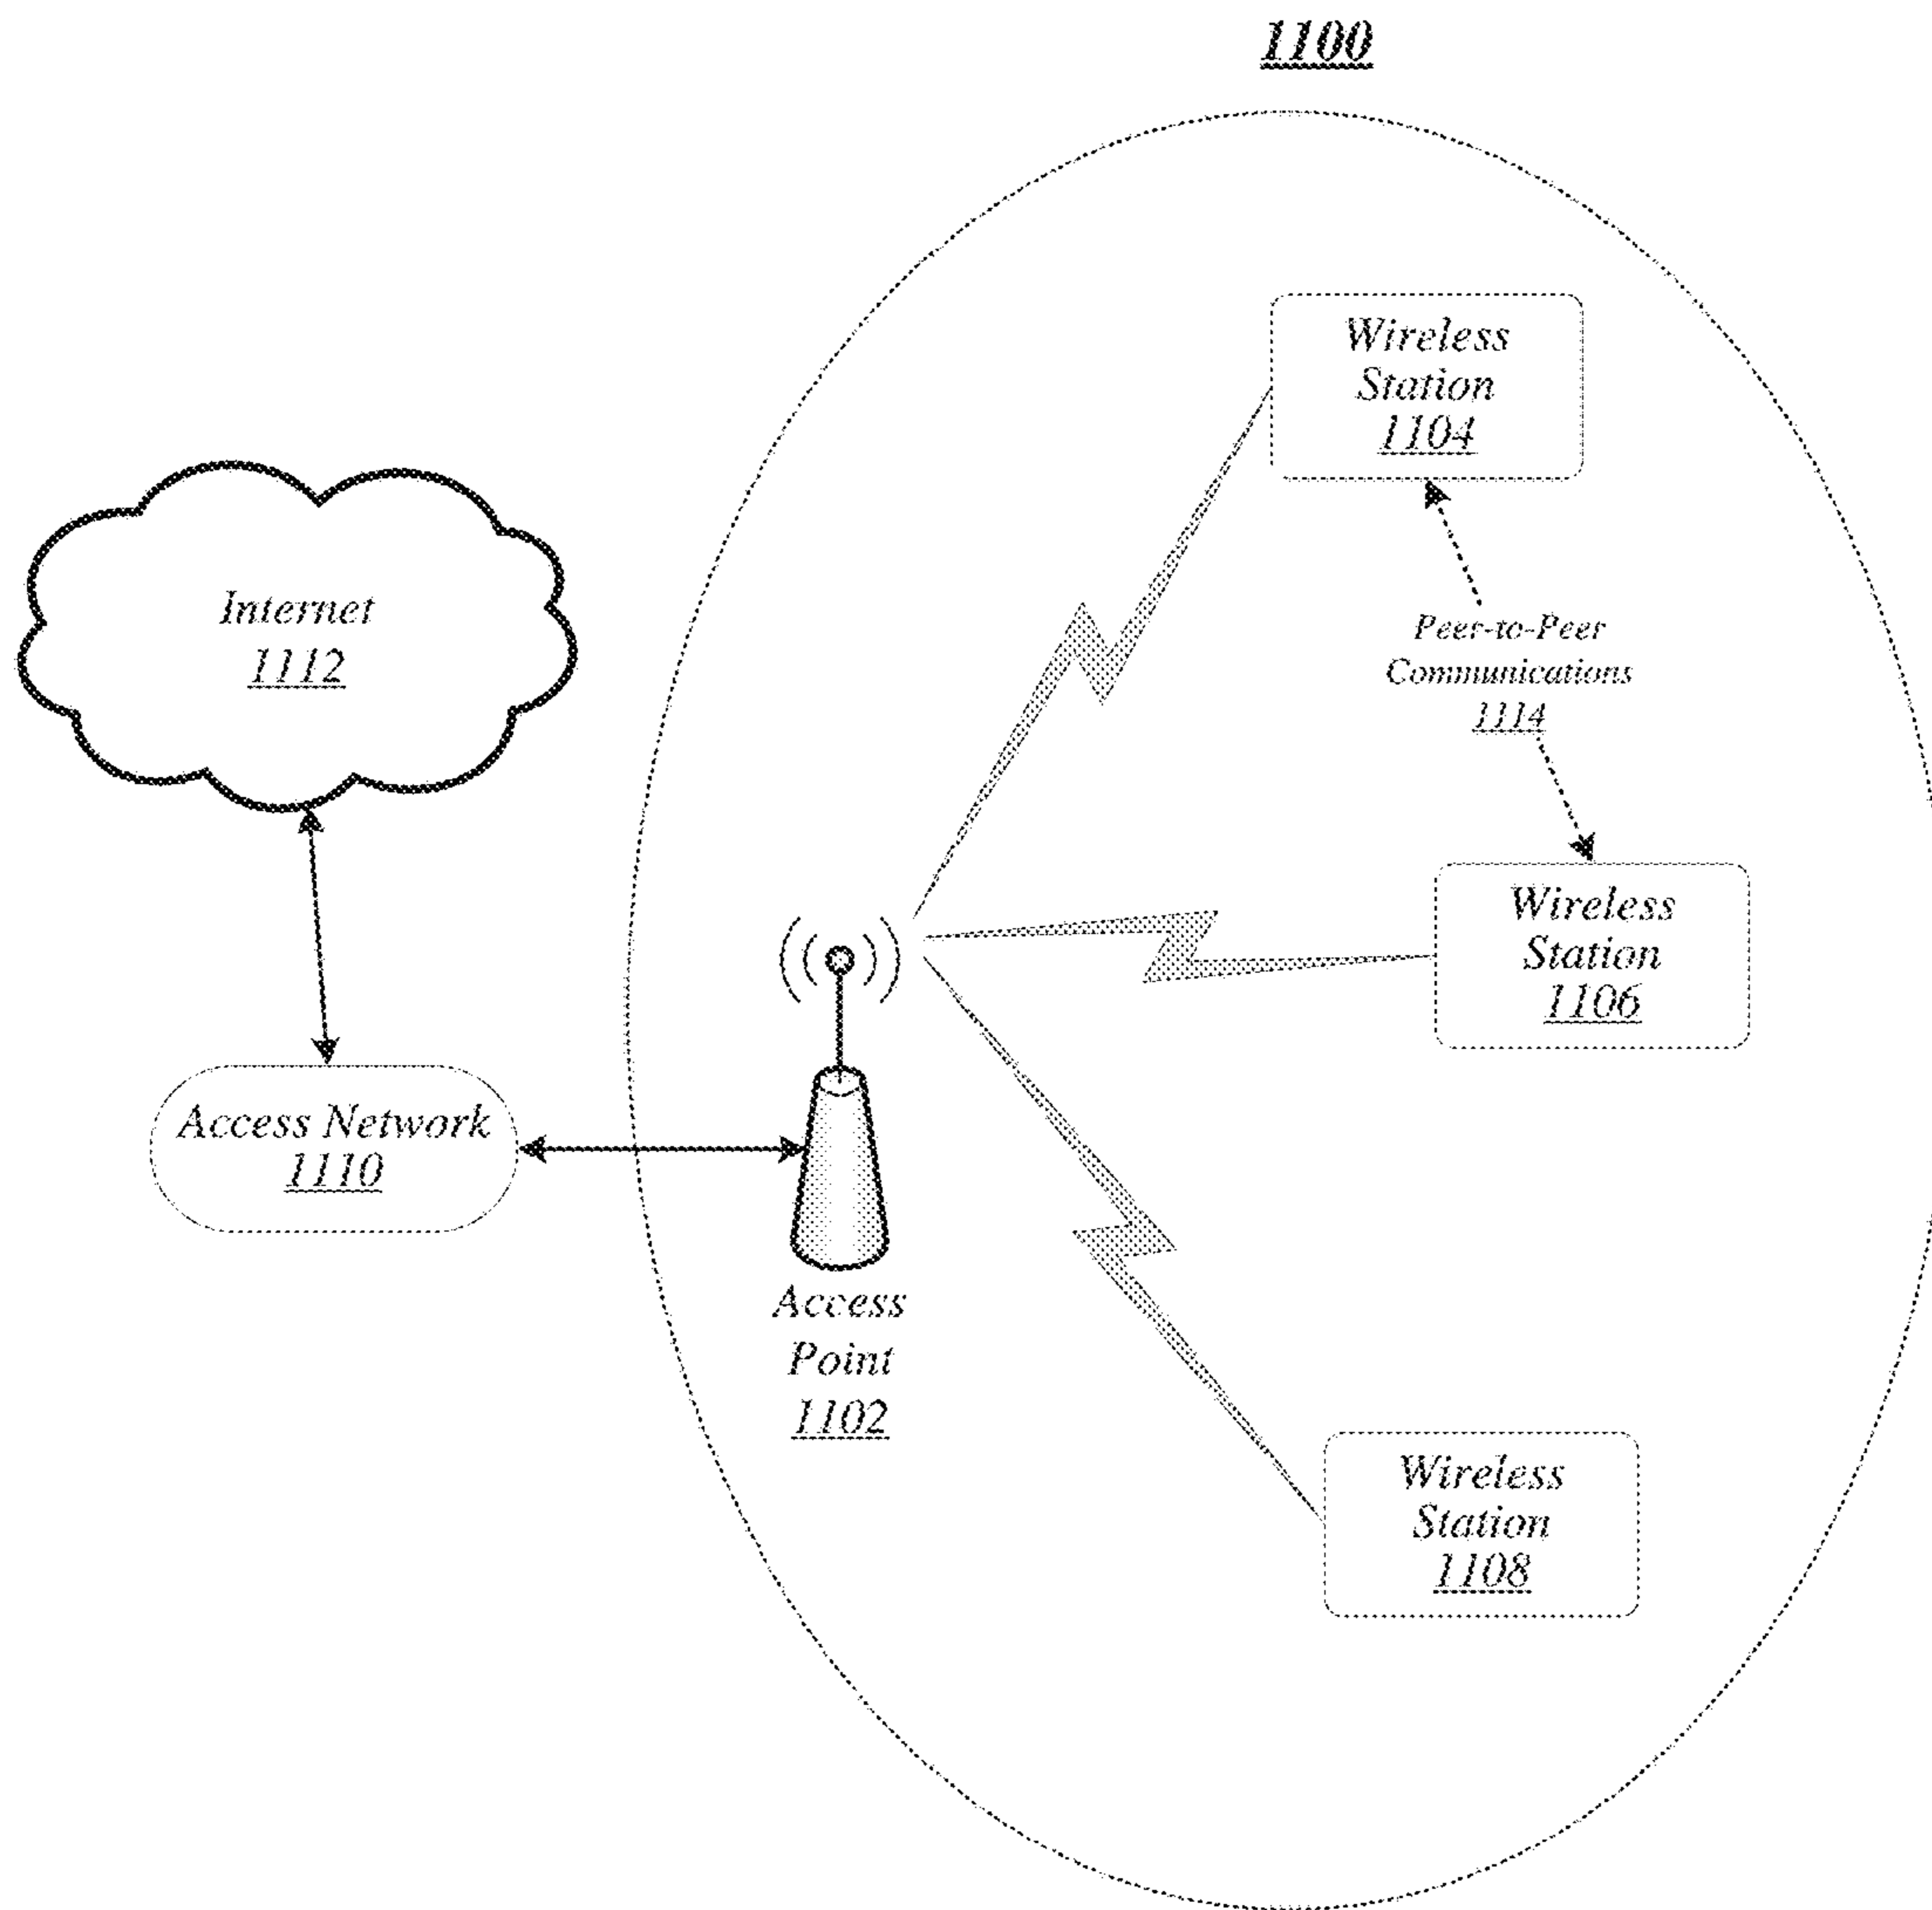 1100
Wireless
Station
1104
Internet
1112
Peer-to-Peer
Communications
1114
Wireless
Station
1106
Access Network
1110
Access
Point
1102
Wireless
Station
1108